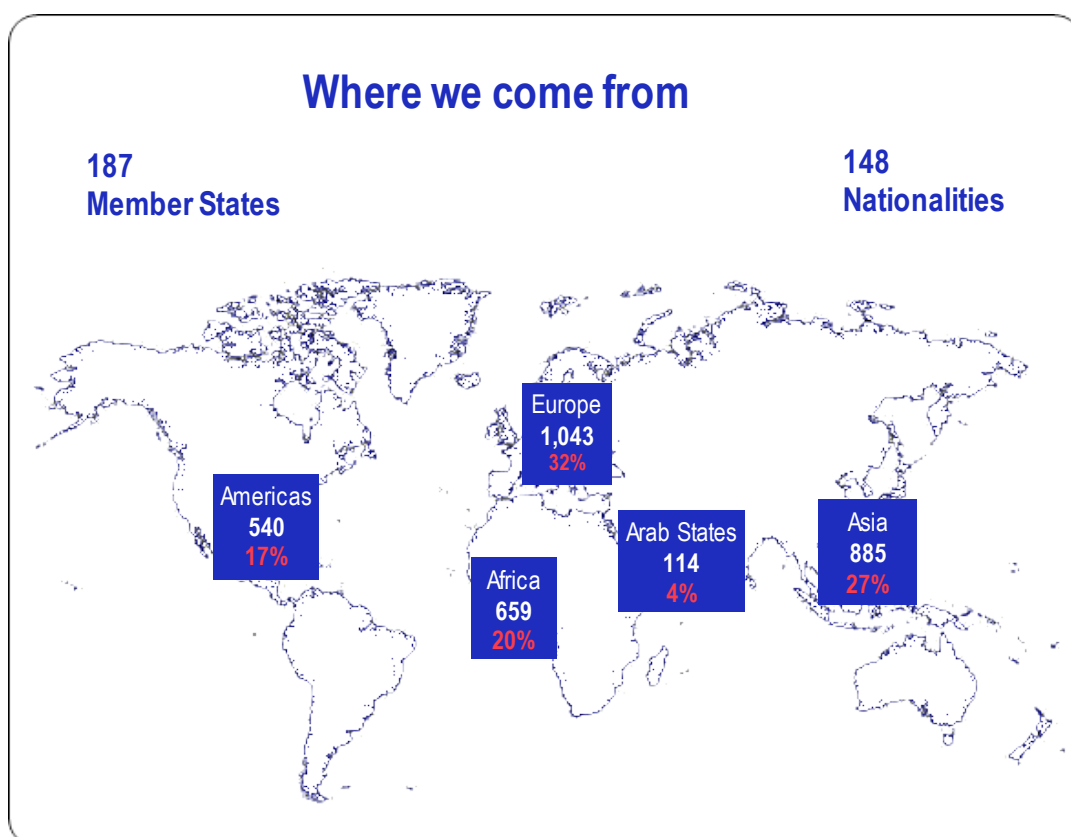 Where we come from
187
Member States
148
Nationalities
Europe
1,043
32%
Americas
540
17%
Arab States
114
4%
Asia
885
27%
Africa
659
20%